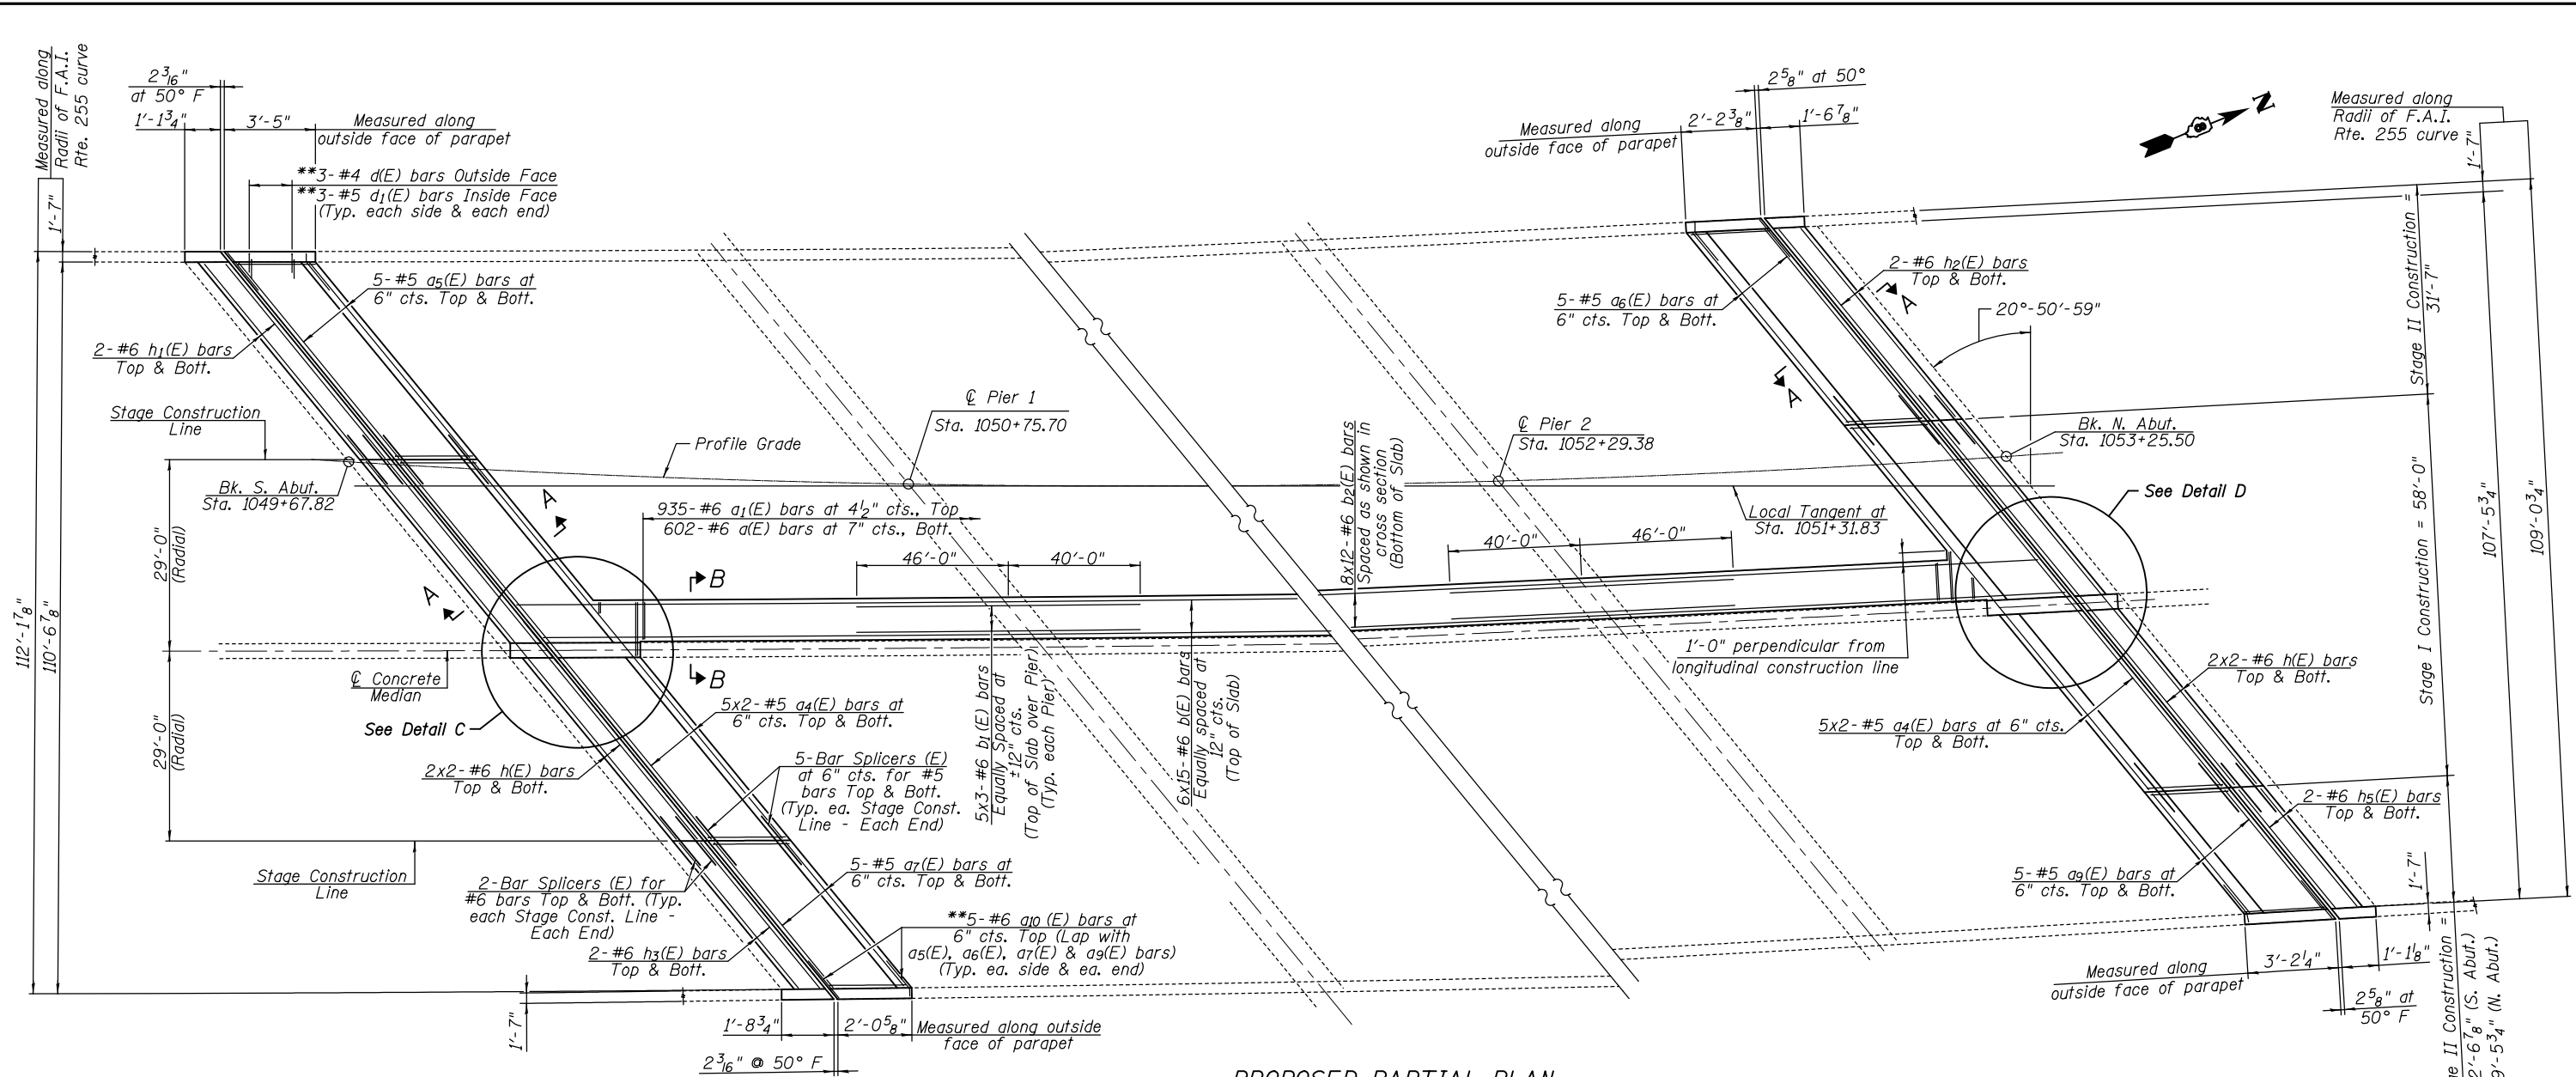 Measured along
Radii of F.A.I.
Rte. 255 curve
2 3/16"
at 50° F
1'-1 3/4"
3'-5"
Measured along
outside face of parapet
**3-#4 d(E) bars Outside Face
**3-#5 d1(E) bars Inside Face
(Typ. each side & each end)
1'-7"
2 5/8" at 50°
2'-2 3/8"
1'-6 7/8"
Measured along
outside face of parapet
N
Measured along
Radii of F.A.I.
Rte. 255 curve
1'-7"
5-#5 a5(E) bars at
6" cts. Top & Bott.
2-#6 h1(E) bars
Top & Bott.
5-#5 a6(E) bars at
6" cts. Top & Bott.
2-#6 h2(E) bars
Top & Bott.
A
A
20°-50'-59"
Stage II Construction =
31'-7"
Stage Construction
Line
Profile Grade
℄ Pier 1
Sta. 1050+75.70
℄ Pier 2
Sta. 1052+29.38
Bk. N. Abut.
Sta. 1053+25.50
Bk. S. Abut.
Sta. 1049+67.82
A
A
935-#6 a1(E) bars at 4 1/2" cts., Top
602-#6 a(E) bars at 7" cts., Bott.
8x12-#6 b2(E) bars
Spaced as shown in
cross section
(Bottom of Slab)
Local Tangent at
Sta. 1051+31.83
See Detail D
29'-0"
(Radial)
46'-0"
40'-0"
40'-0"
46'-0"
B
B
112'-1 7/8"
110'-6 7/8"
Stage I Construction = 58'-0"
107'-5 3/4"
109'-0 3/4"
1'-0" perpendicular from
longitudinal construction line
℄ Concrete
Median
See Detail C
29'-0"
(Radial)
5x2-#5 a4(E) bars at
6" cts. Top & Bott.
2x2-#6 h(E) bars
Top & Bott.
5-Bar Splicers (E)
at 6" cts. for #5
bars Top & Bott.
(Typ. ea. Stage Const.
Line - Each End)
5x3-#6 b1(E) bars
Equally Spaced at
±12" cts.
(Top of Slab over Pier)
(Typ. each Pier)
6x15-#6 b(E) bars
Equally spaced at
12" cts.
(Top of Slab)
2x2-#6 h(E) bars
Top & Bott.
5x2-#5 a4(E) bars at 6" cts.
Top & Bott.
2-#6 h5(E) bars
Top & Bott.
Stage Construction
Line
2-Bar Splicers (E) for
#6 bars Top & Bott. (Typ.
each Stage Const. Line -
Each End)
5-#5 a7(E) bars at
6" cts. Top & Bott.
2-#6 h3(E) bars
Top & Bott.
**5-#6 a10 (E) bars at
6" cts. Top (Lap with
a5(E), a6(E), a7(E) & a9(E) bars)
(Typ. ea. side & ea. end)
5-#5 a9(E) bars at
6" cts. Top & Bott.
1'-7"
1'-7"
1'-8 3/4"
2'-0 5/8"
Measured along outside
face of parapet
2 3/16" @ 50° F
Measured along
outside face of parapet
3'-2 1/4"
1'-1 1/8"
2 5/8" at
50° F
II Construction =
2'-6 7/8" (S. Abut.)
9'-5 3/4" (N. Abut.)
PROPOSED PARTIAL PLAN